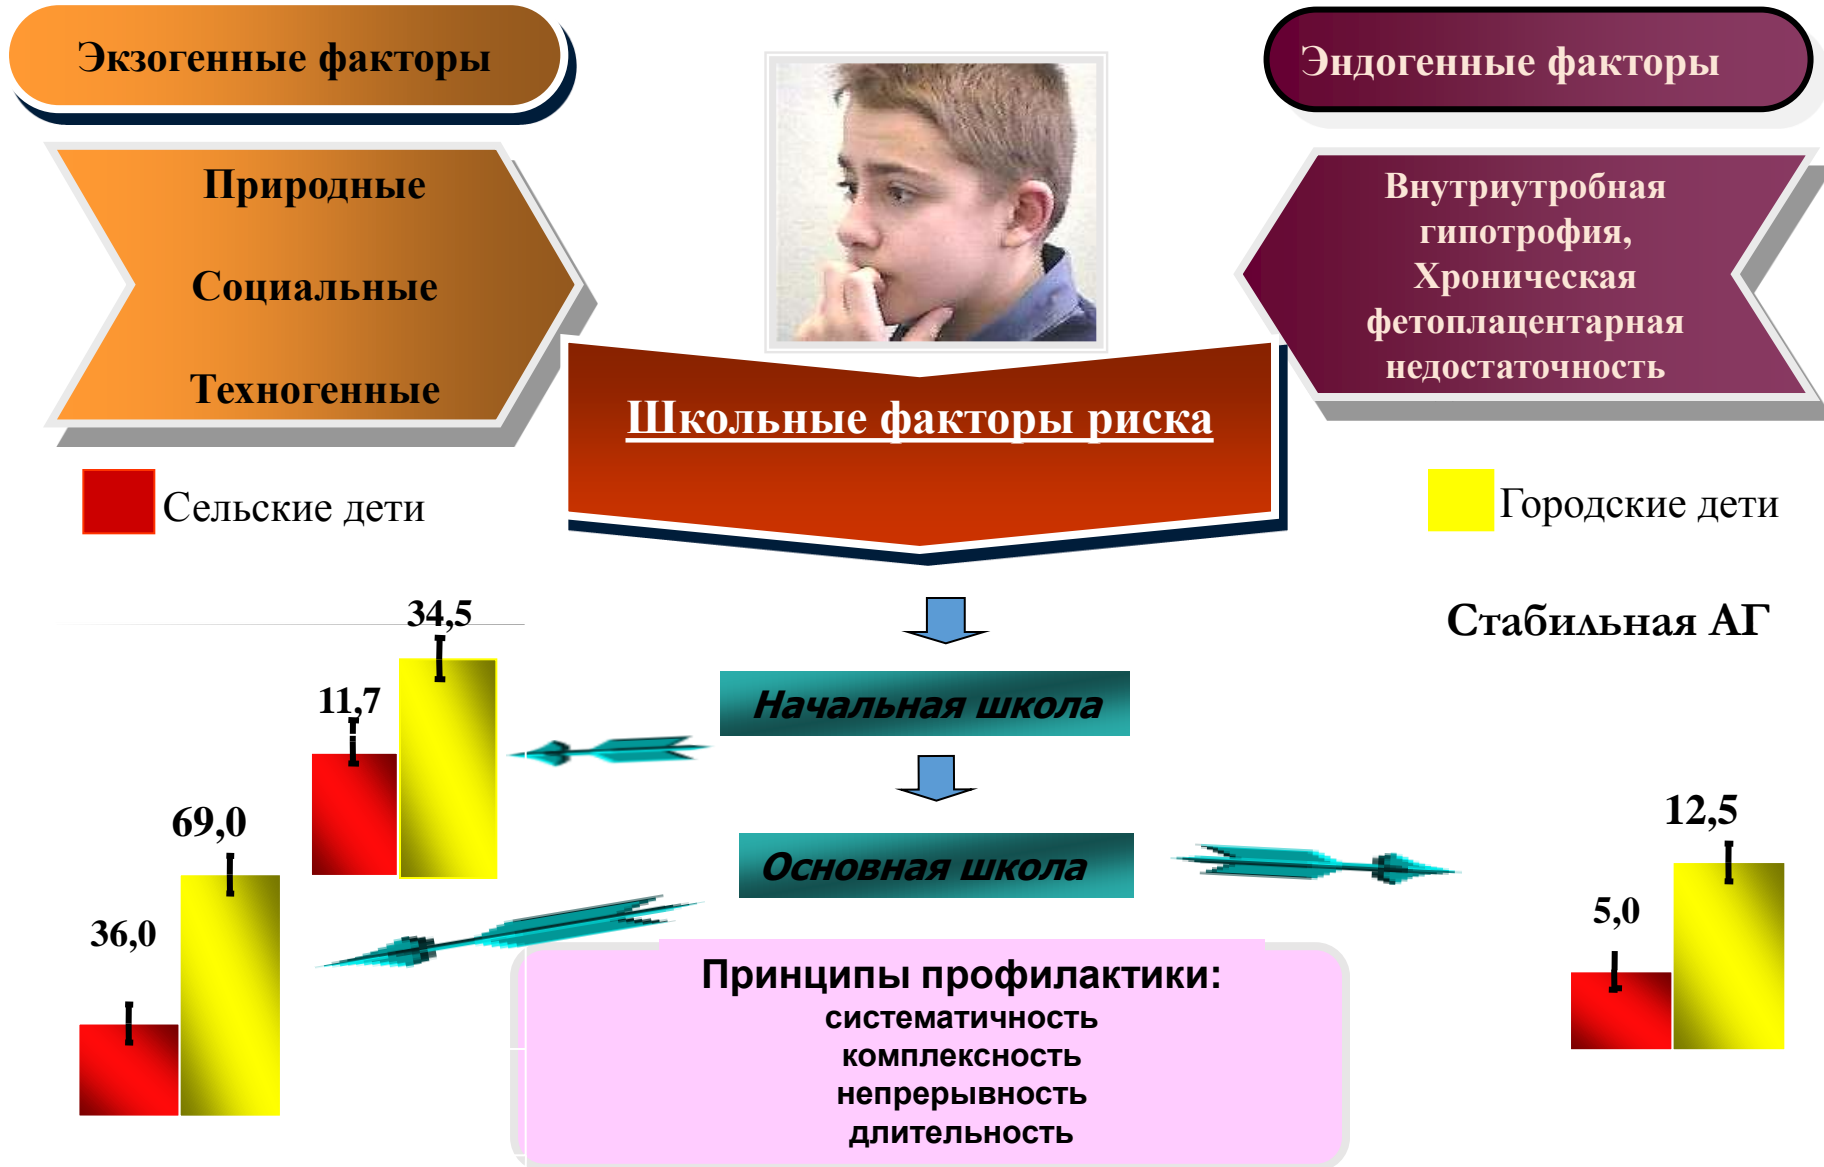 Экзогенные факторы
Эндогенные факторы
Природные
Социальные
Техногенные
Внутриутробная
гипотрофия,
Хроническая
фетоплацентарная
недостаточность
Школьные факторы риска
Сельские дети
Городские дети
Стабильная АГ
34,5
11,7
Начальная школа
69,0
36,0
Основная школа
12,5
5,0
Принципы профилактики:
систематичность
комплексность
непрерывность
длительность